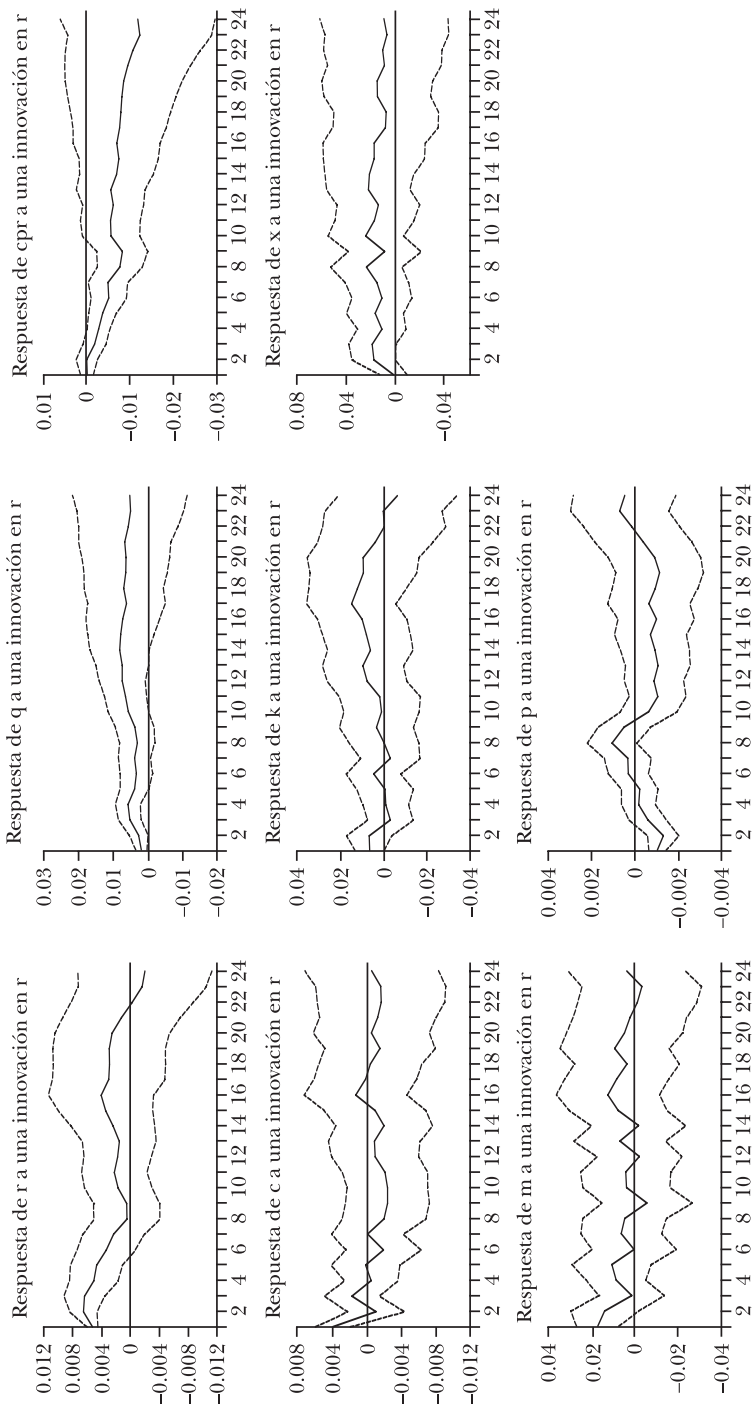 Respuesta de r a una innovación en r
0.012
0.008
0.004
0
−0.004
−0.008
−0.012
2 4 6 8 10 12 14 16 18 20 22 24
Respuesta de q a una innovación en r
0.03
0.02
0.01
0
−0.01
−0.02
2 4 6 8 10 12 14 16 18 20 22 24
Respuesta de cpr a una innovación en r
0.01
0
−0.01
−0.02
−0.03
2 4 6 8 10 12 14 16 18 20 22 24
Respuesta de c a una innovación en r
0.008
0.004
0
−0.004
−0.010
−0.012
2 4 6 8 10 12 14 16 18 20 22 24
Respuesta de k a una innovación en r
0.04
0.02
0
−0.02
−0.04
2 4 6 8 10 12 14 16 18 20 22 24
Respuesta de x a una innovación en r
0.08
0.04
0
−0.04
2 4 6 8 10 12 14 16 18 20 22 24
Respuesta de m a una innovación en r
0.04
0.02
0
−0.02
−0.04
2 4 6 8 10 12 14 16 18 20 22 24
Respuesta de p a una innovación en r
0.004
0.002
0
−0.002
−0.004
2 4 6 8 10 12 14 16 18 20 22 24